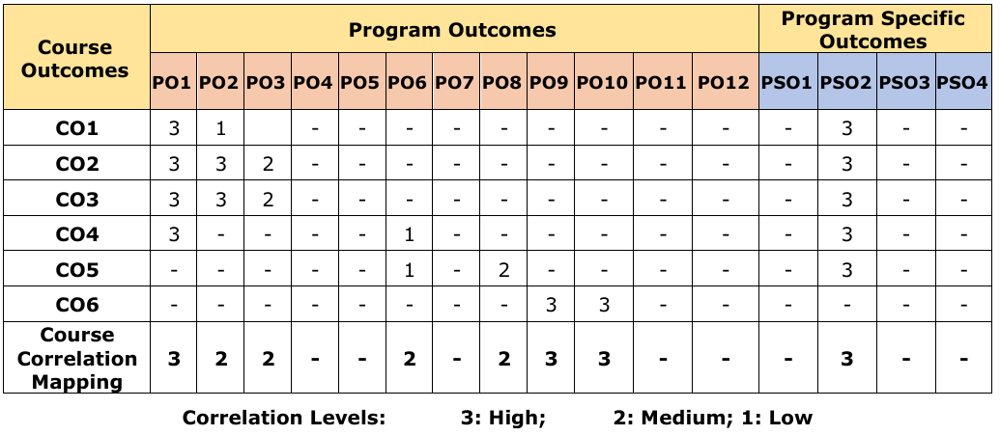 Course Outcomes Program Outcomes Program Specific Outcomes
PO1 PO2 PO3 PO4 PO5 PO6 PO7 PO8 PO9 PO10 PO11 PO12 PSO1 PSO2 PSO3 PSO4
CO1 3 1 - - - - - - - - - - 3 - -
CO2 3 3 2 - - - - - - - - - - 3 - -
CO3 3 3 2 - - - - - - - - - - 3 - -
CO4 3 - - - - 1 - - - - - - - 3 - -
CO5 - - - - - 1 - 2 - - - - - 3 - -
CO6 - - - - - - - - 3 3 - - - - - -
Course Correlation Mapping 3 2 2 - - 2 - 2 3 3 - - - 3 - -
Correlation Levels: 3: High; 2: Medium; 1: Low